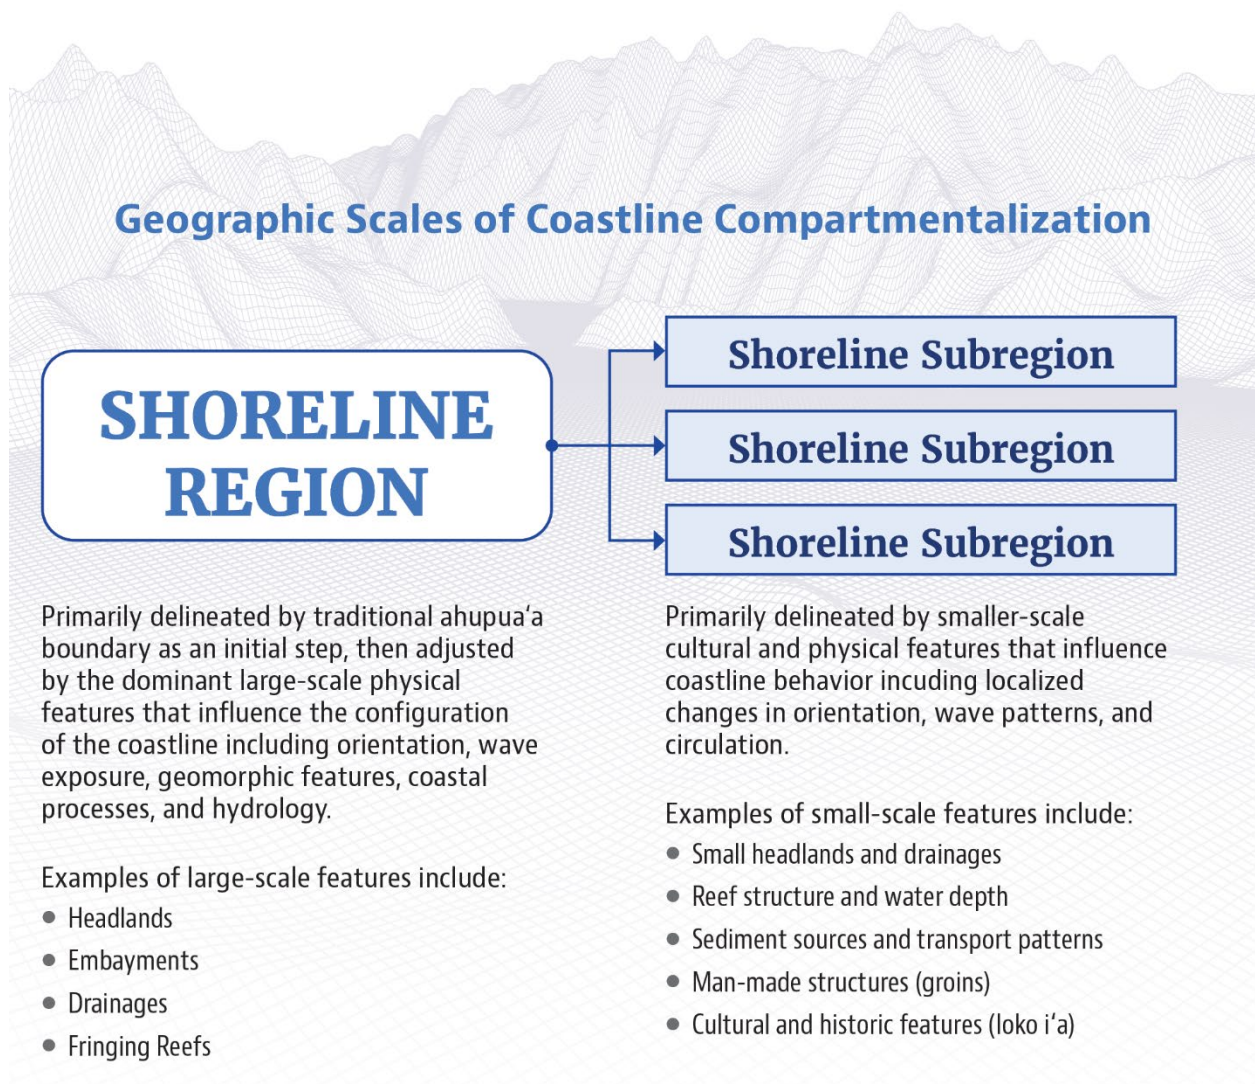 Geographic Scales of Coastline Compartmentalization
SHORELINE
REGION
Shoreline Subregion
Shoreline Subregion
Shoreline Subregion
Primarily delineated by traditional ahupuaʻa
boundary as an initial step, then adjusted
by the dominant large-scale physical
features that influence the configuration
of the coastline including orientation, wave
exposure, geomorphic features, coastal
processes, and hydrology.
Examples of large-scale features include:
• Headlands
• Embayments
• Drainages
• Fringing Reefs
Primarily delineated by smaller-scale
cultural and physical features that influence
coastline behavior incuding localized
changes in orientation, wave patterns, and
circulation.
Examples of small-scale features include:
• Small headlands and drainages
• Reef structure and water depth
• Sediment sources and transport patterns
• Man-made structures (groins)
• Cultural and historic features (loko iʻa)